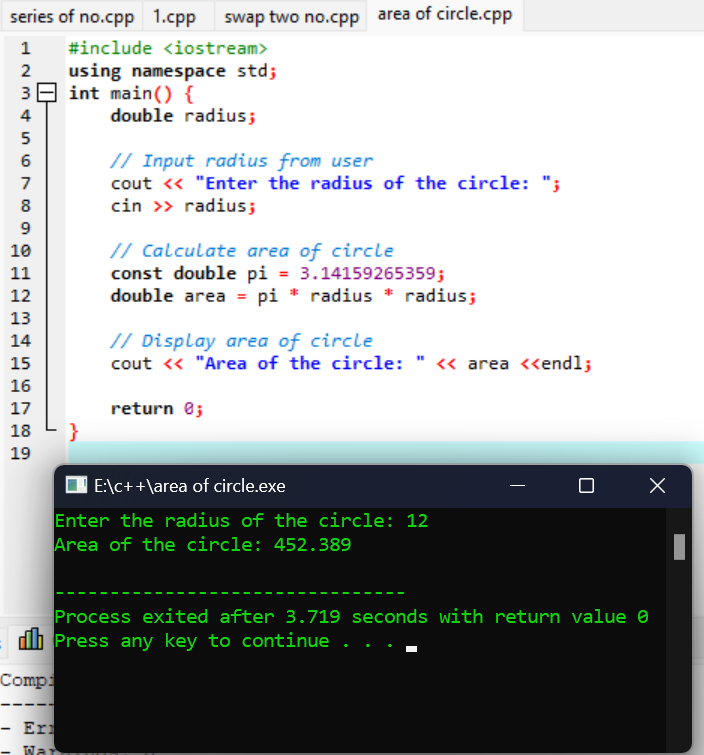 series of no.cpp 1.cpp swap two no.cpp area of circle.cpp
1 #include <iostream>
2 using namespace std;
3 int main() {
4 double radius;
5
6 // Input radius from user
7 cout << "Enter the radius of the circle: ";
8 cin >> radius;
9
10 // Calculate area of circle
11 const double pi = 3.14159265359;
12 double area = pi * radius * radius;
13
14 // Display area of circle
15 cout << "Area of the circle: " << area <<endl;
16
17 return 0;
18 }
19
E:\c++\area of circle.exe
Enter the radius of the circle: 12
Area of the circle: 452.389
--------------------------------
Process exited after 3.719 seconds with return value 0
Press any key to continue . . .